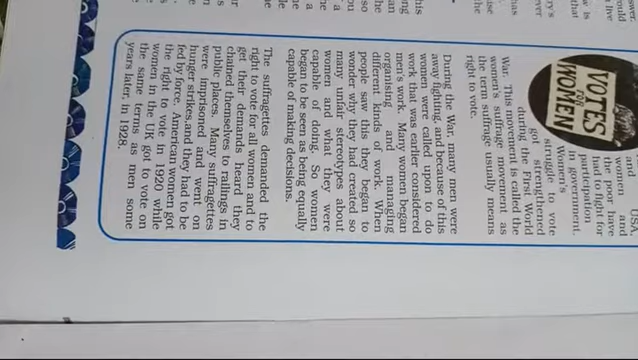 USA,
and
women and
the poor have
had to fight for
participation
in government.
Women's
struggle to vote
got strengthened
during the First World
War. This movement is called the
women's suffrage movement as
the term suffrage usually means
right to vote.
VOTES
FOR
WOMEN
During the War, many men were
away fighting, and because of this
women were called upon to do
work that was earlier considered
men's work. Many women began
organising and managing
different kinds of work. When
people saw this they began to
wonder why they had created so
many unfair stereotypes about
women and what they were
capable of doing. So women
began to be seen as being equally
capable of making decisions.
The suffragettes demanded the
right to vote for all women and to
get their demands heard they
chained themselves to railings in
public places. Many suffragettes
were imprisoned and went on
hunger strikes, and they had to be
fed by force. American women got
the right to vote in 1920 while
women in the UK got to vote on
the same terms as men some
years later, in 1928.